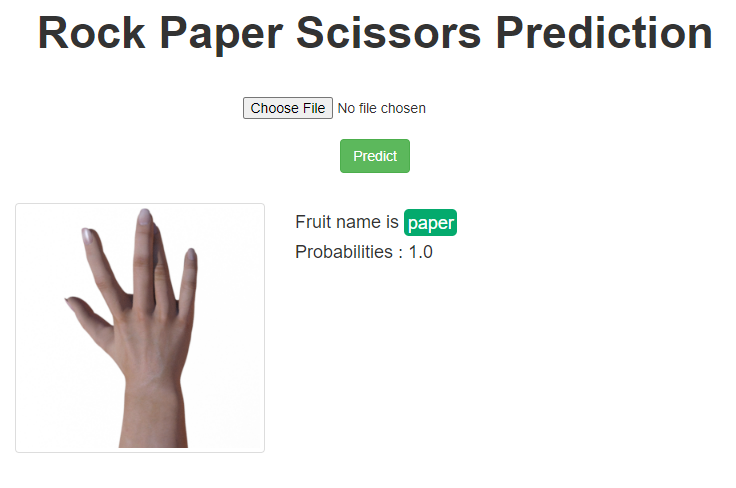 Rock Paper Scissors Prediction
Choose File No file chosen
Predict
Fruit name is paper
Probabilities : 1.0